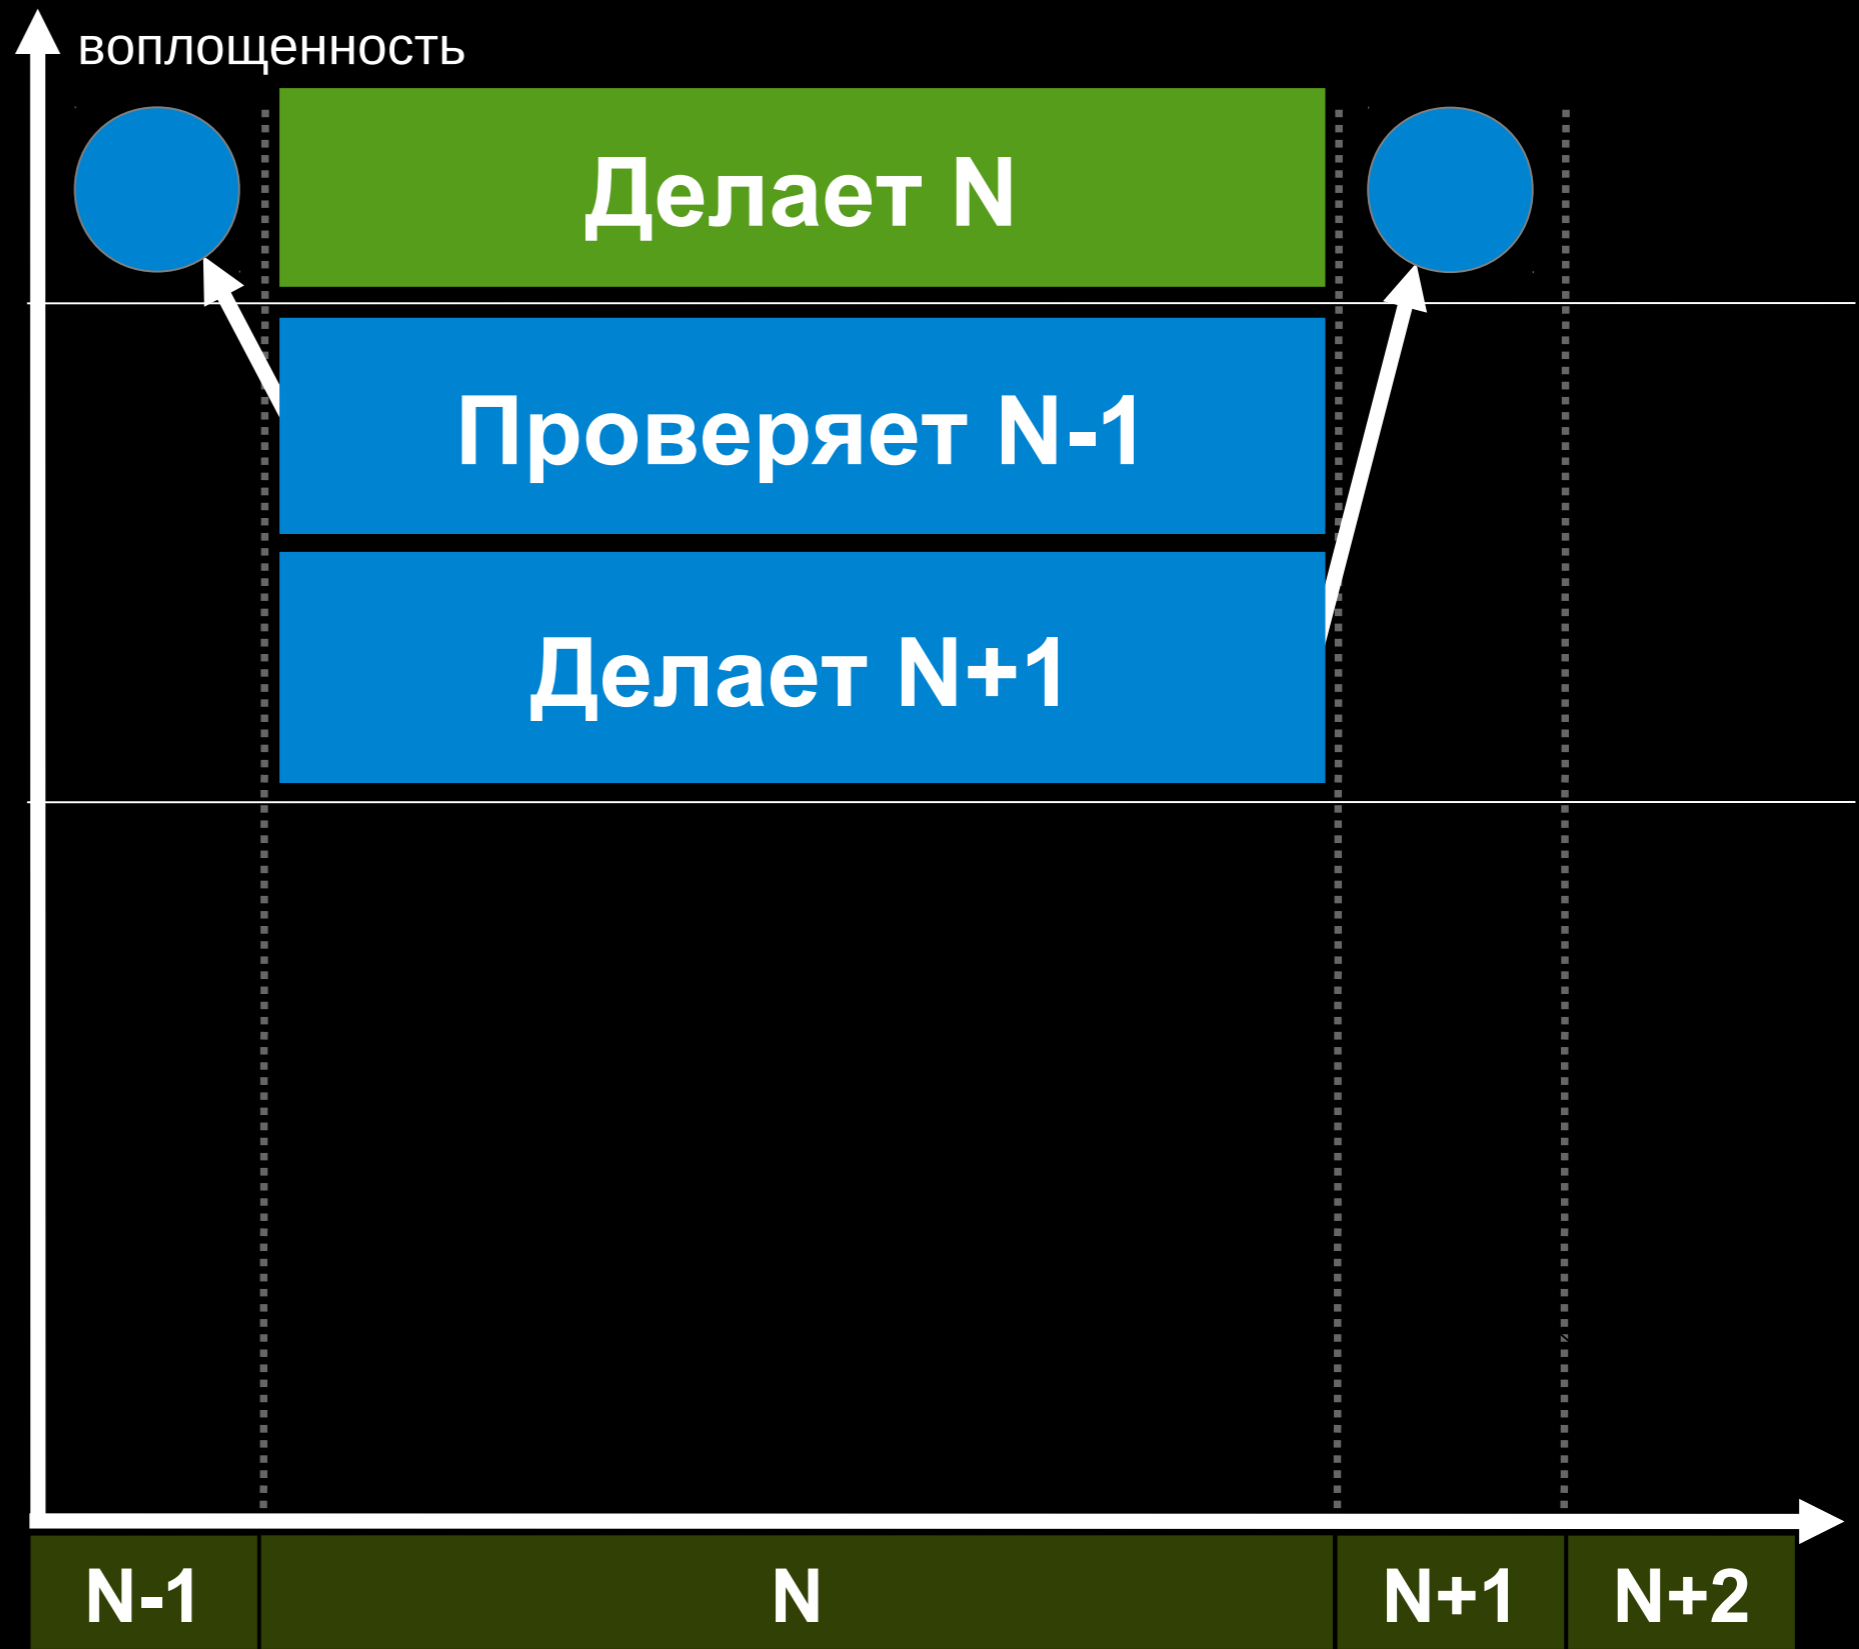 воплощенность
Делает N
Проверяет N-1
Делает N+1
N-1
N
N+1
N+2